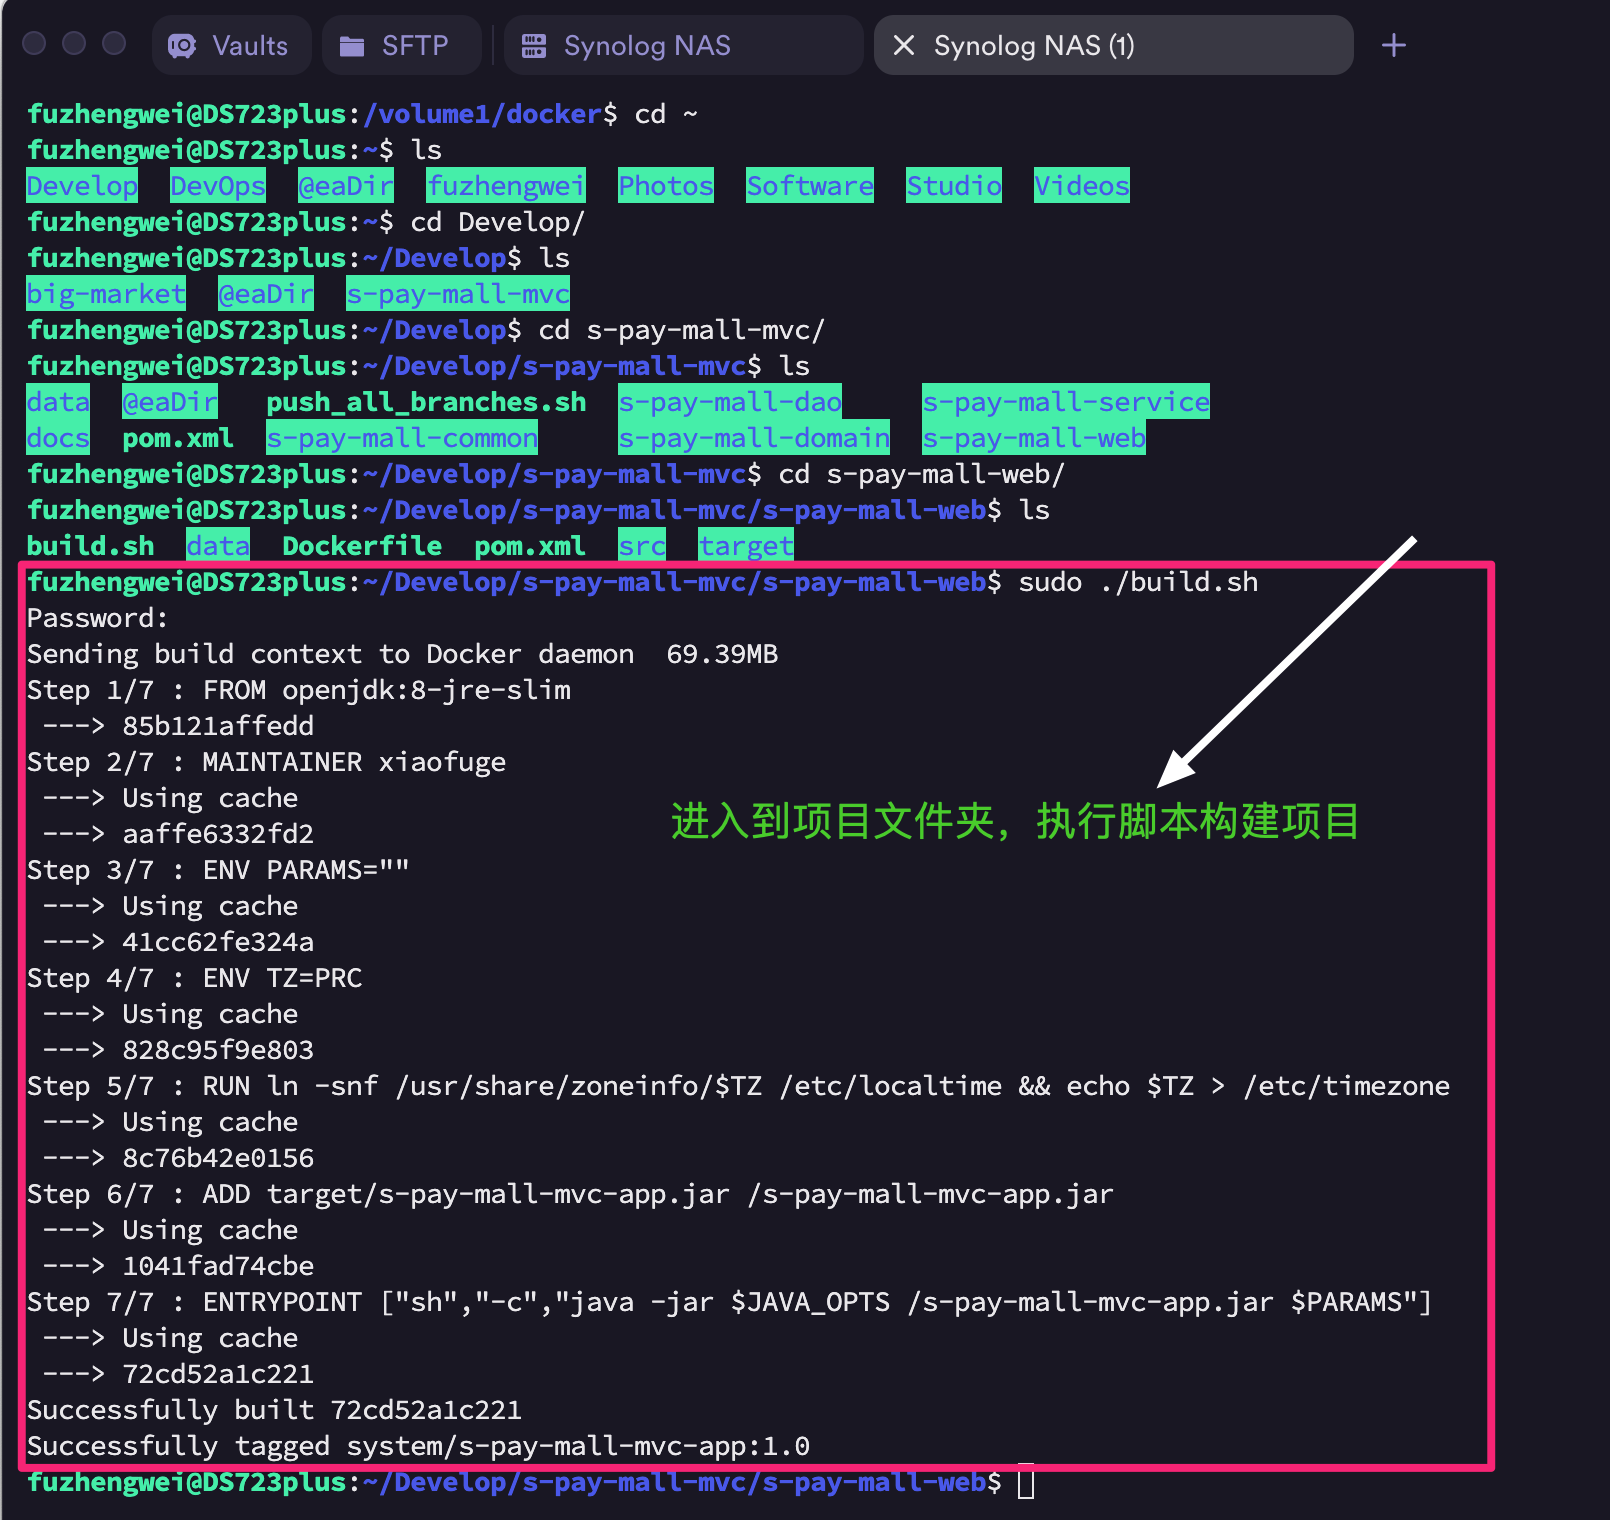 Vaults SFTP Synolog NAS Synolog NAS (1)
fuzhengwei@DS723plus:/volume1/docker$ cd ~
fuzhengwei@DS723plus:~$ ls
Develop DevOps @eaDir fuzhengwei Photos Software Studio Videos
fuzhengwei@DS723plus:~$ cd Develop/
fuzhengwei@DS723plus:~/Develop$ ls
big-market @eaDir s-pay-mall-mvc
fuzhengwei@DS723plus:~/Develop$ cd s-pay-mall-mvc/
fuzhengwei@DS723plus:~/Develop/s-pay-mall-mvc$ ls
data @eaDir push_all_branches.sh s-pay-mall-dao s-pay-mall-service
docs pom.xml s-pay-mall-common s-pay-mall-domain s-pay-mall-web
fuzhengwei@DS723plus:~/Develop/s-pay-mall-mvc$ cd s-pay-mall-web/
fuzhengwei@DS723plus:~/Develop/s-pay-mall-mvc/s-pay-mall-web$ ls
build.sh data Dockerfile pom.xml src target
fuzhengwei@DS723plus:~/Develop/s-pay-mall-mvc/s-pay-mall-web$ sudo ./build.sh
Password:
Sending build context to Docker daemon  69.39MB
Step 1/7 : FROM openjdk:8-jre-slim
---> 85b121affedd
Step 2/7 : MAINTAINER xiaofuge
---> Using cache
进入到项目文件夹，执行脚本构建项目
---> aaffe6332fd2
Step 3/7 : ENV PARAMS=""
---> Using cache
---> 41cc62fe324a
Step 4/7 : ENV TZ=PRC
---> Using cache
---> 828c95f9e803
Step 5/7 : RUN ln -snf /usr/share/zoneinfo/$TZ /etc/localtime && echo $TZ > /etc/timezone
---> Using cache
---> 8c76b42e0156
Step 6/7 : ADD target/s-pay-mall-mvc-app.jar /s-pay-mall-mvc-app.jar
---> Using cache
---> 1041fad74cbe
Step 7/7 : ENTRYPOINT ["sh","-c","java -jar $JAVA_OPTS /s-pay-mall-mvc-app.jar $PARAMS"]
---> Using cache
---> 72cd52a1c221
Successfully built 72cd52a1c221
Successfully tagged system/s-pay-mall-mvc-app:1.0
fuzhengwei@DS723plus:~/Develop/s-pay-mall-mvc/s-pay-mall-web$